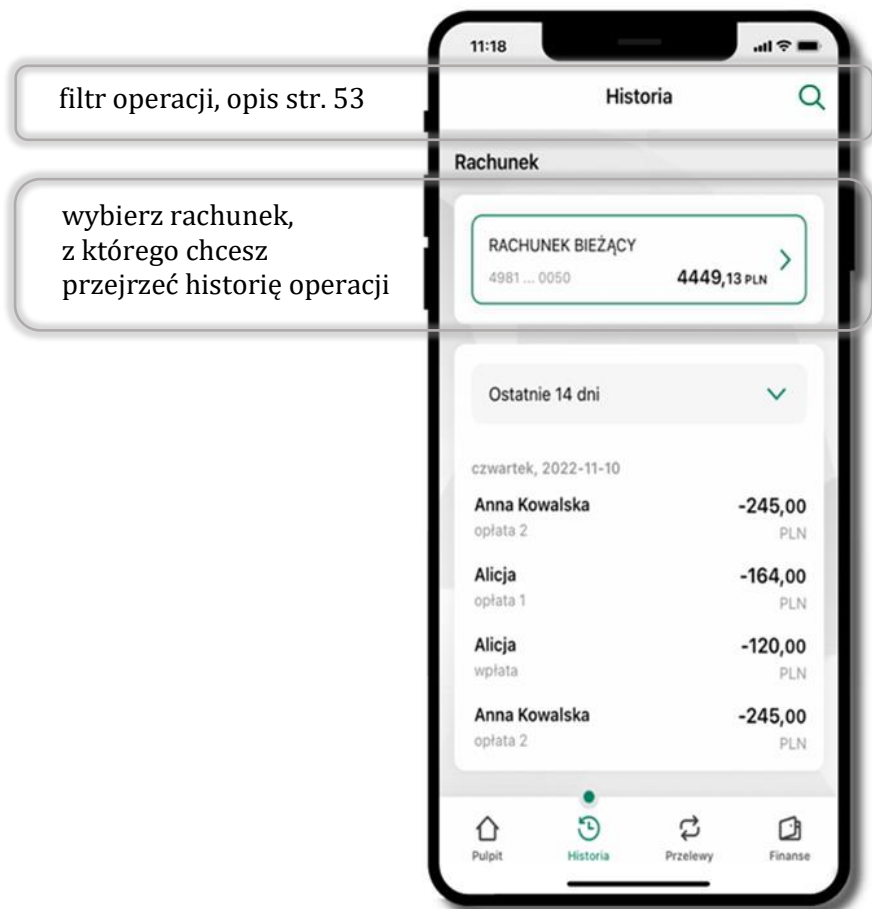 11:18
filtr operacji, opis str. 53
Historia
Rachunek
wybierz rachunek,
z którego chcesz
przejrzeć historię operacji
RACHUNEK BIEŻĄCY
4981 ... 0050 4449,13 PLN
Ostatnie 14 dni
czwartek, 2022-11-10
Anna Kowalska -245,00
opłata 2 PLN
Alicja -164,00
opłata 1 PLN
Alicja -120,00
wpłata PLN
Anna Kowalska -245,00
opłata 2 PLN
Pulpit Historia Przelewy Finanse